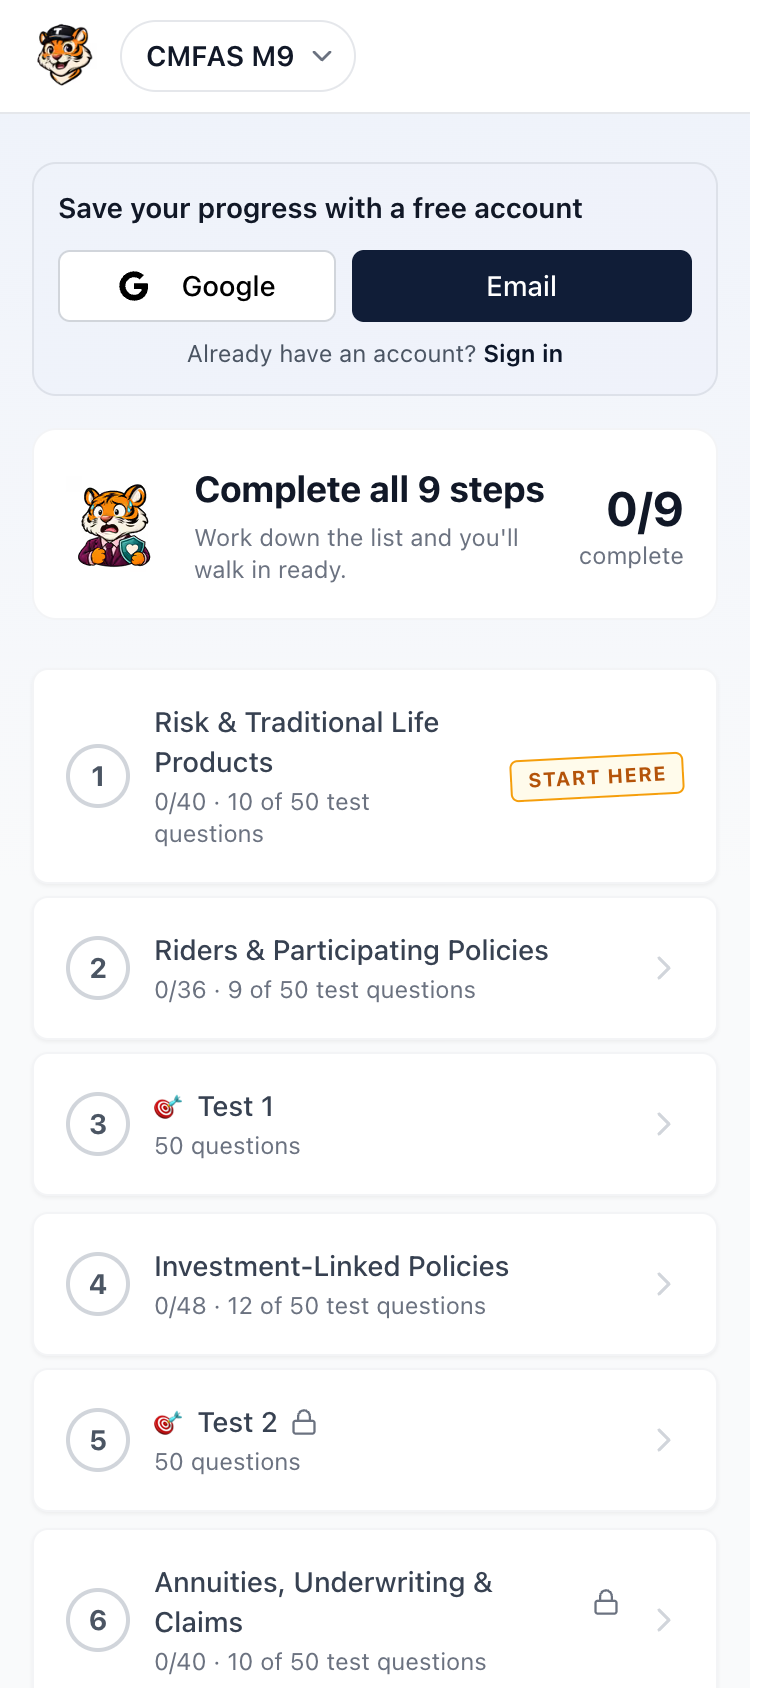 T
CMFAS M9
Save your progress with a free account
Google
Email
Already have an account? Sign in
Complete all 9 steps
Work down the list and you'll
walk in ready.
0/9
complete
1
Risk & Traditional Life
Products
0/40 · 10 of 50 test
questions
START HERE
2
Riders & Participating Policies
0/36 · 9 of 50 test questions
3
Test 1
50 questions
4
Investment-Linked Policies
0/48 · 12 of 50 test questions
5
Test 2
50 questions
6
Annuities, Underwriting &
Claims
0/40 · 10 of 50 test questions